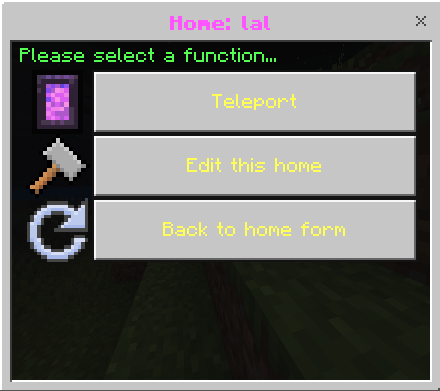 Home: lal
Please select a function...
Teleport
Edit this home
Back to home form